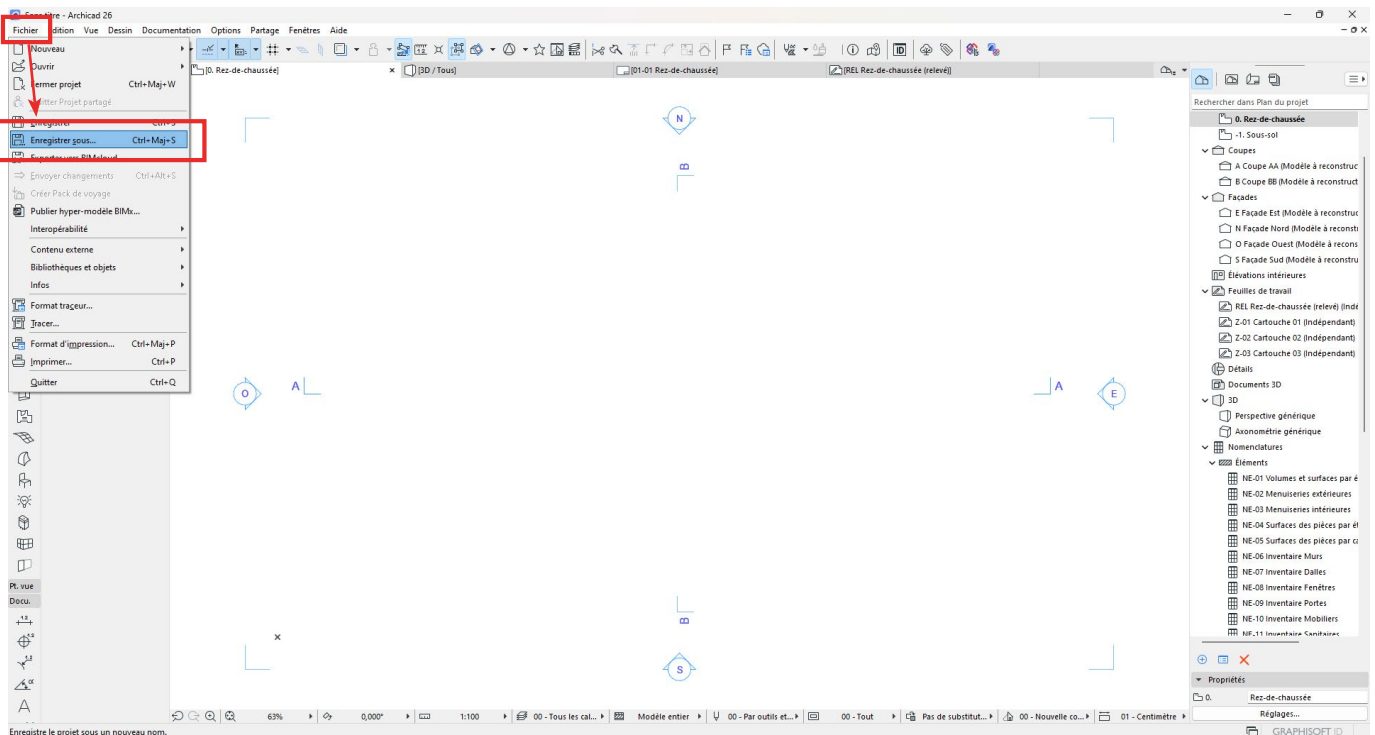 Sans titre - Archicad 26
Fichier Edition Vue Dessin Documentation Options Partage Fenêtres Aide
Nouveau
Ouvrir
Fermer projet Ctrl+Maj+W
Quitter Projet partagé
Enregistrer Ctrl+S
Enregistrer sous... Ctrl+Maj+S
Exporter vers BIMcloud
Envoyer changements Ctrl+Alt+S
Créer Pack de voyage
Publier hyper-modèle BIMx...
Interopérabilité
Contenu externe
Bibliothèques et objets
Infos
Format traceur...
Tracer...
Format d'impression... Ctrl+Maj+P
Imprimer... Ctrl+P
Quitter Ctrl+Q
[0. Rez-de-chaussée]
[3D / Tous]
[01-01 Rez-de-chaussée]
[REL Rez-de-chaussée (relevé)]
N
B
O
A
A
E
B
S
Pt. vue
Docu.
1.2
1.2
1.2
α
A
63%
0,000°
1:100
00 - Tous les cal...
Modèle entier
00 - Par outils et...
00 - Tout
Pas de substitut...
00 - Nouvelle co...
01 - Centimètre
Enregistre le projet sous un nouveau nom.
Rechercher dans Plan du projet
0. Rez-de-chaussée
-1. Sous-sol
Coupes
A Coupe AA (Modèle à reconstruc
B Coupe BB (Modèle à reconstruct
Façades
E Façade Est (Modèle à reconstruc
N Façade Nord (Modèle à reconstr
O Façade Ouest (Modèle à recons
S Façade Sud (Modèle à reconstru
Élévations intérieures
Feuilles de travail
REL Rez-de-chaussée (relevé) (Indé
Z-01 Cartouche 01 (Indépendant)
Z-02 Cartouche 02 (Indépendant)
Z-03 Cartouche 03 (Indépendant)
Détails
Documents 3D
3D
Perspective générique
Axonométrie générique
Nomenclatures
Éléments
NE-01 Volumes et surfaces par é
NE-02 Menuiseries extérieures
NE-03 Menuiseries intérieures
NE-04 Surfaces des pièces par ét
NE-05 Surfaces des pièces par ca
NE-06 Inventaire Murs
NE-07 Inventaire Dalles
NE-08 Inventaire Fenêtres
NE-09 Inventaire Portes
NE-10 Inventaire Mobiliers
NE-11 Inventaire Sanitaires
Propriétés
0. Rez-de-chaussée
Réglages...
GRAPHISOFT ID